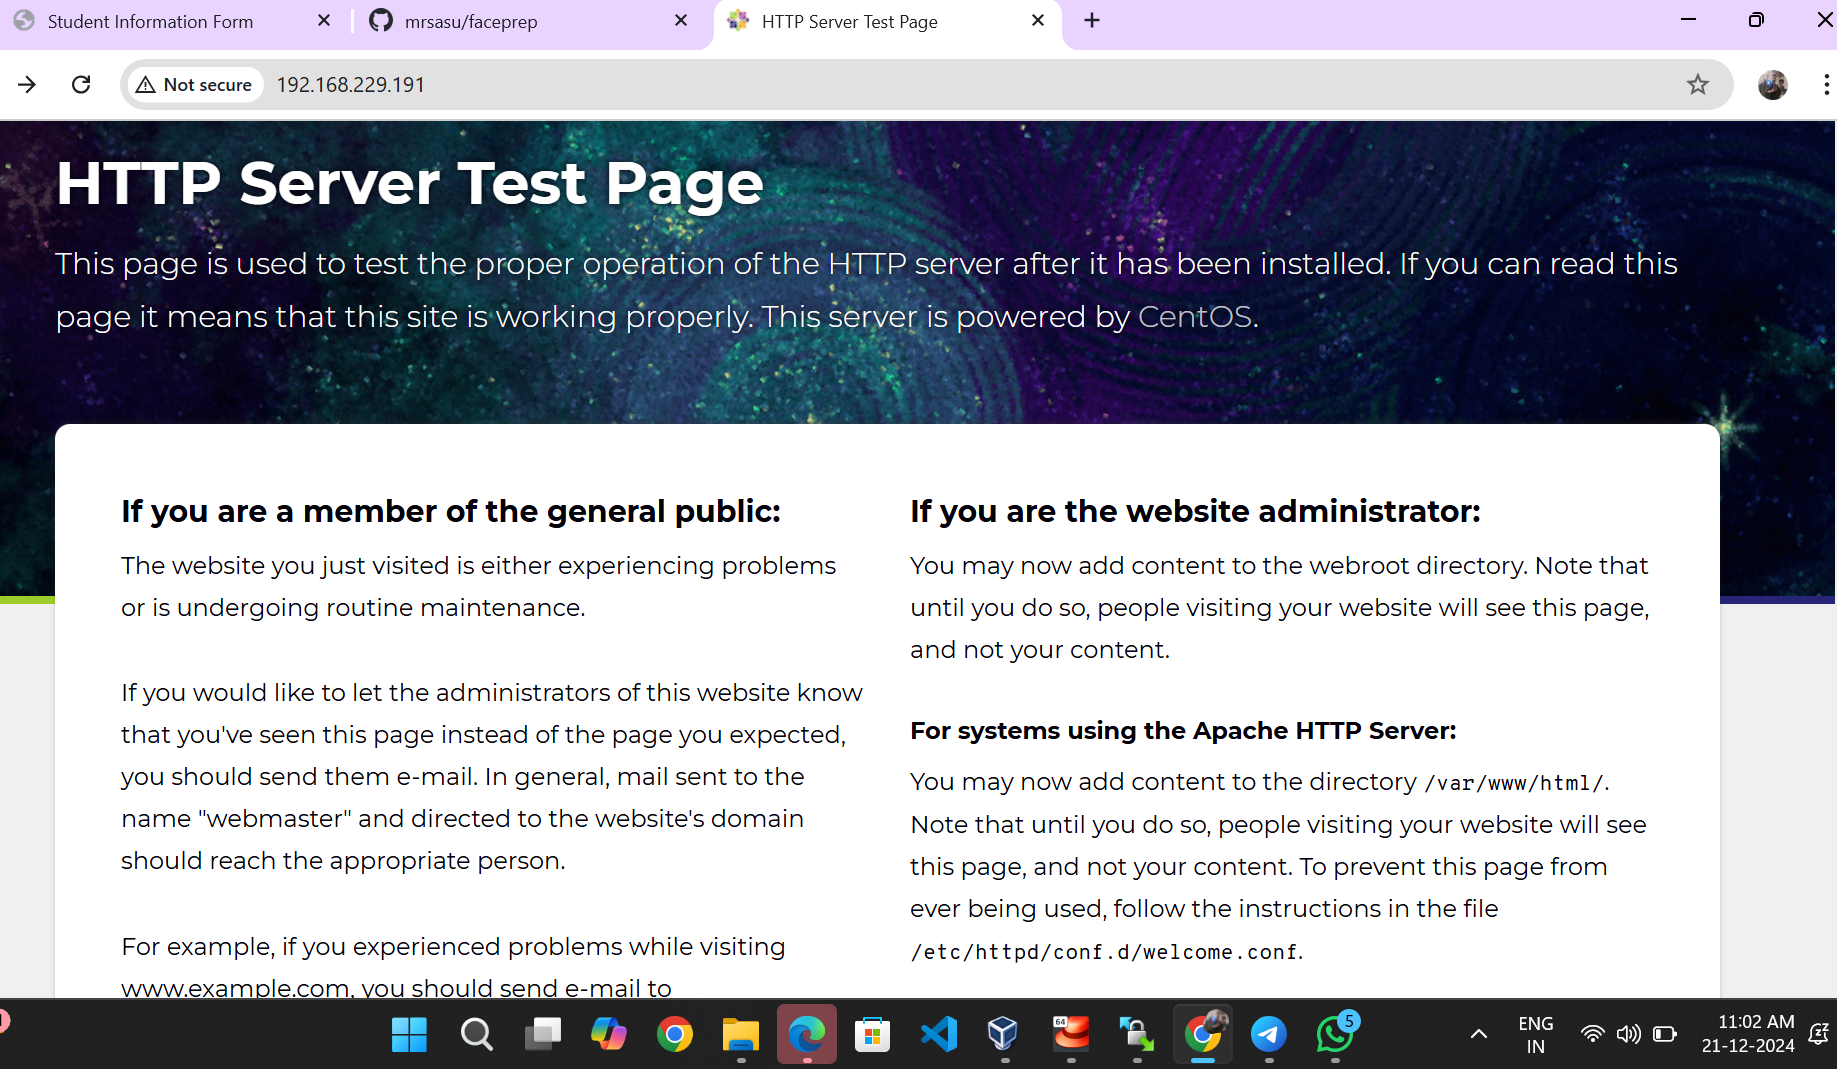 Student Information Form
mrsasu/faceprep
HTTP Server Test Page
Not secure
192.168.229.191
HTTP Server Test Page
This page is used to test the proper operation of the HTTP server after it has been installed. If you can read this
page it means that this site is working properly. This server is powered by CentOS.
If you are a member of the general public:
The website you just visited is either experiencing problems
or is undergoing routine maintenance.
If you would like to let the administrators of this website know
that you've seen this page instead of the page you expected,
you should send them e-mail. In general, mail sent to the
name "webmaster" and directed to the website's domain
should reach the appropriate person.
For example, if you experienced problems while visiting
www.example.com, you should send e-mail to
If you are the website administrator:
You may now add content to the webroot directory. Note that
until you do so, people visiting your website will see this page,
and not your content.
For systems using the Apache HTTP Server:
You may now add content to the directory /var/www/html/.
Note that until you do so, people visiting your website will see
this page, and not your content. To prevent this page from
ever being used, follow the instructions in the file
/etc/httpd/conf.d/welcome.conf.
64
5
ENG
IN
11:02 AM
21-12-2024